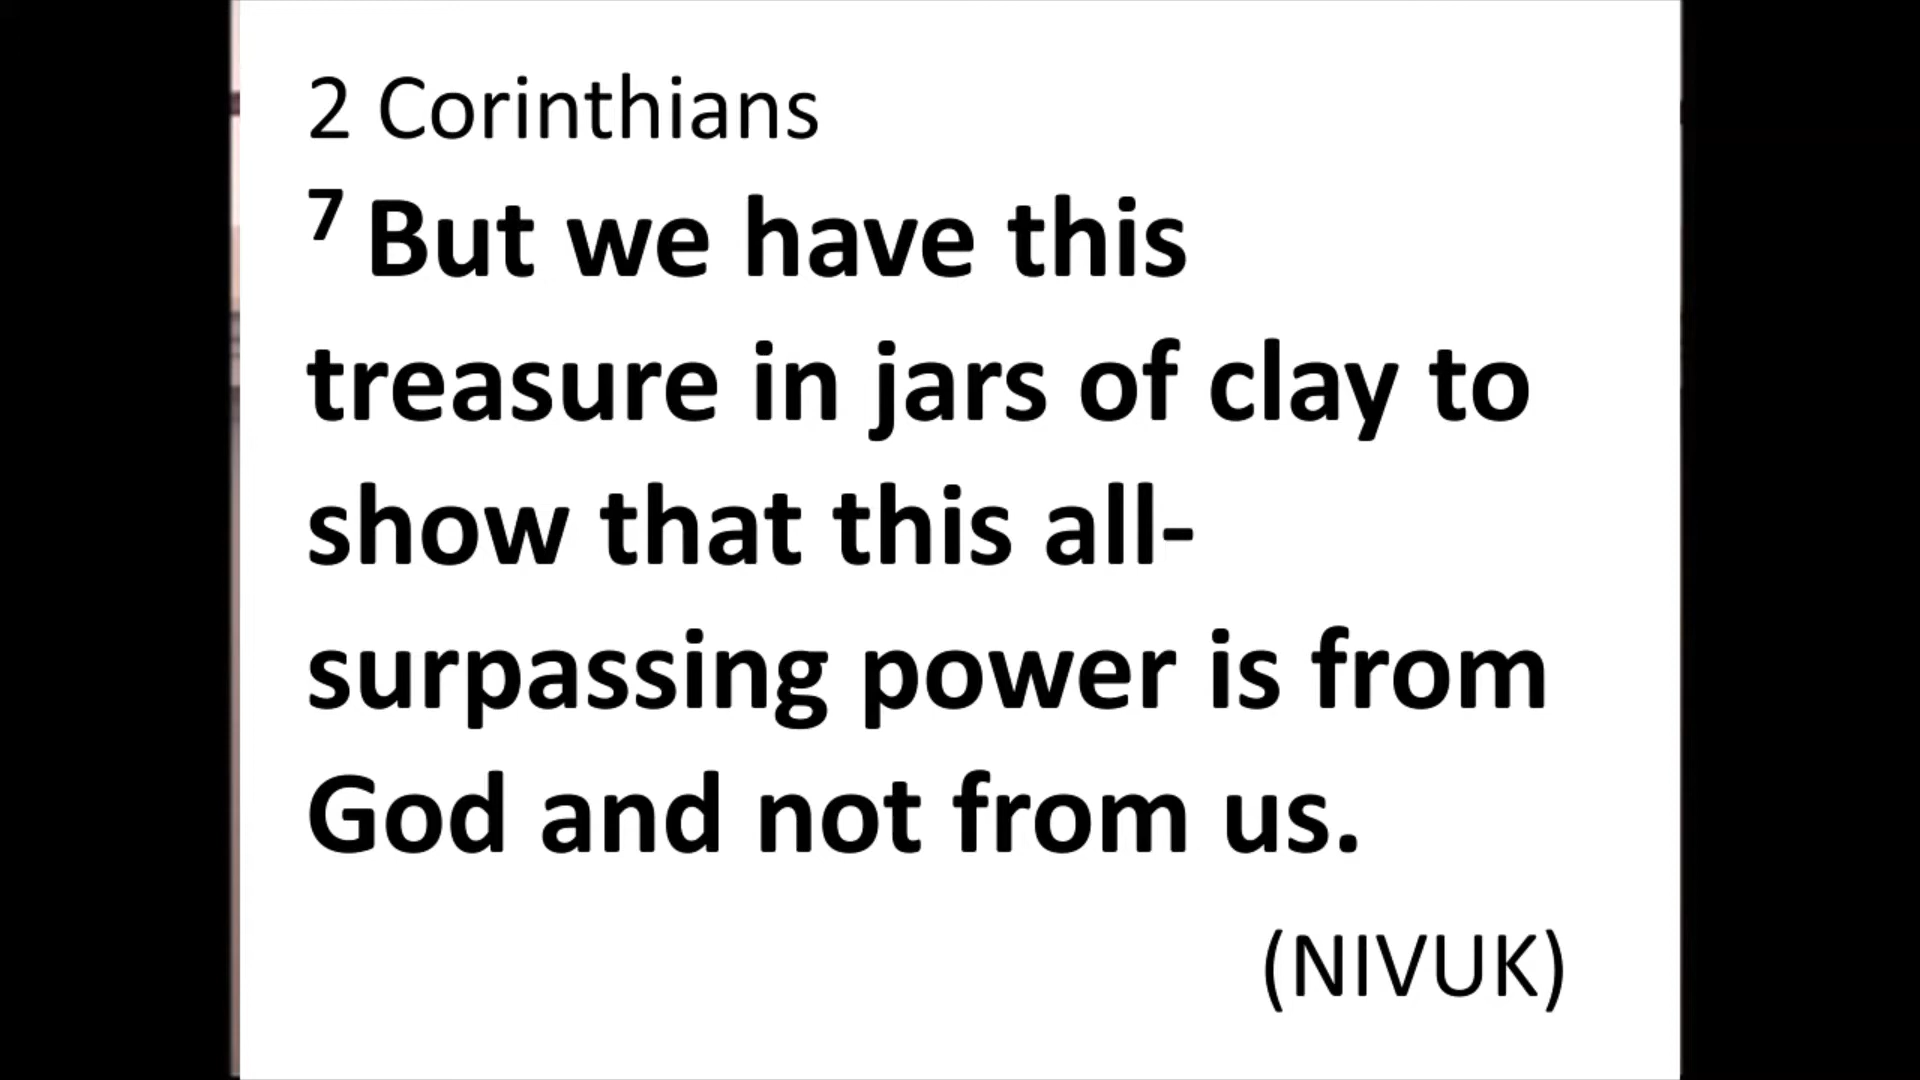 2 Corinthians
7 But we have this
treasure in jars of clay to
show that this all-
surpassing power is from
God and not from us.
(NIVUK)